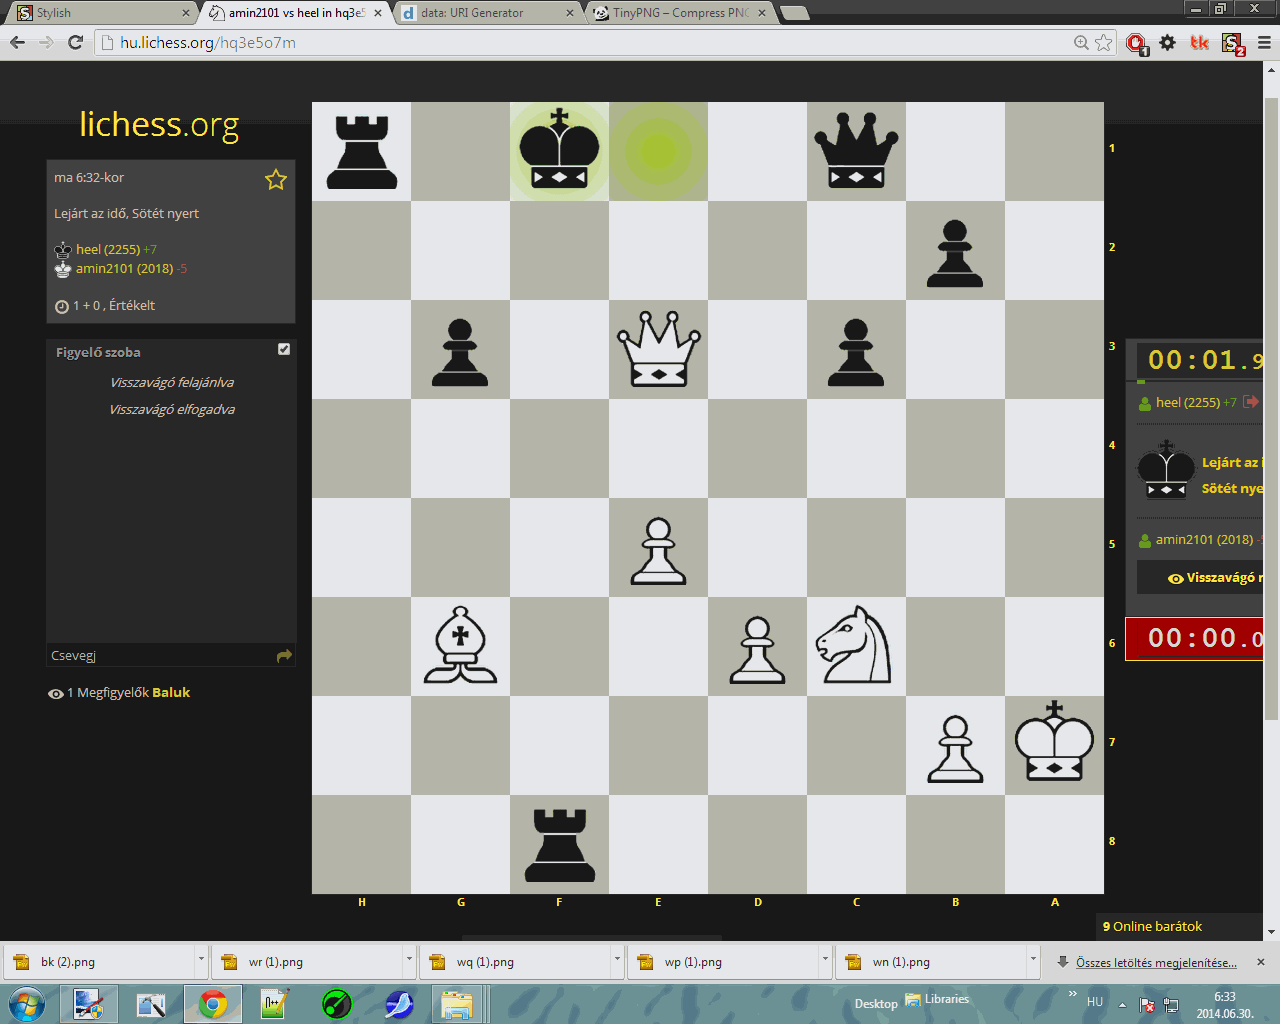 Stylish
amin2101 vs heel in hq3e5
data: URI Generator
TinyPNG – Compress PNG
hu.lichess.org/hq3e5o7m
1
tk
2
lichess.org
ma 6:32-kor
Lejárt az idő, Sötét nyert
heel (2255) +7
amin2101 (2018) -5
1 + 0 , Értékelt
Figyelő szoba
Visszavágó felajánlva
Visszavágó elfogadva
Csevegj
1 Megfigyelők Baluk
1
2
3
4
5
6
7
8
H G F E D C B A
00:01.9
heel (2255) +7
Lejárt az i
Sötét nye
amin2101 (2018) -5
Visszavágó r
00:00.0
9 Online barátok
bk (2).png
wr (1).png
wq (1).png
wp (1).png
wn (1).png
Összes letöltés megjelenítése...
Desktop
Libraries
HU
6:33
2014.06.30.